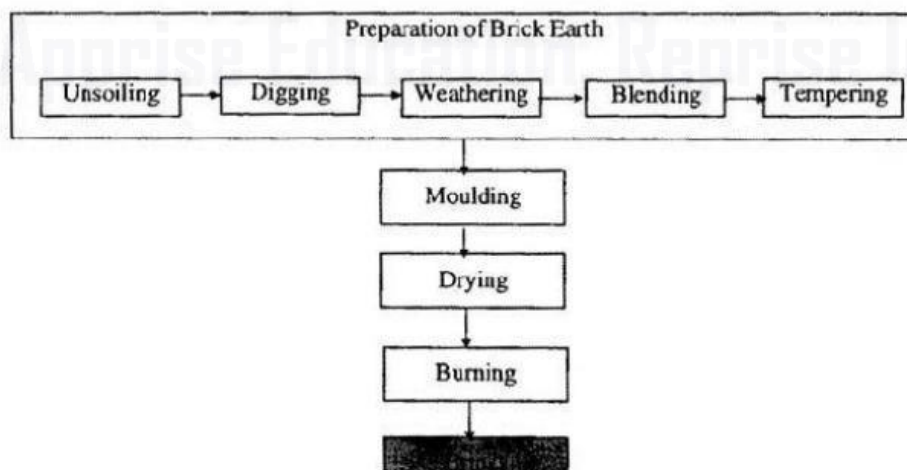 Preparation of Brick Earth
Unsoiling Digging Weathering Blending Tempering
Moulding
Drying
Burning